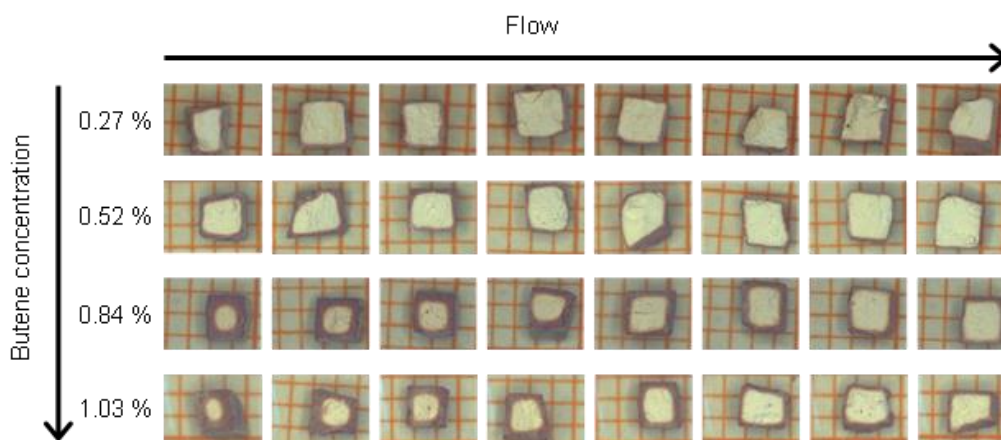 Flow
Butene concentration
0.27 %
0.52 %
0.84 %
1.03 %